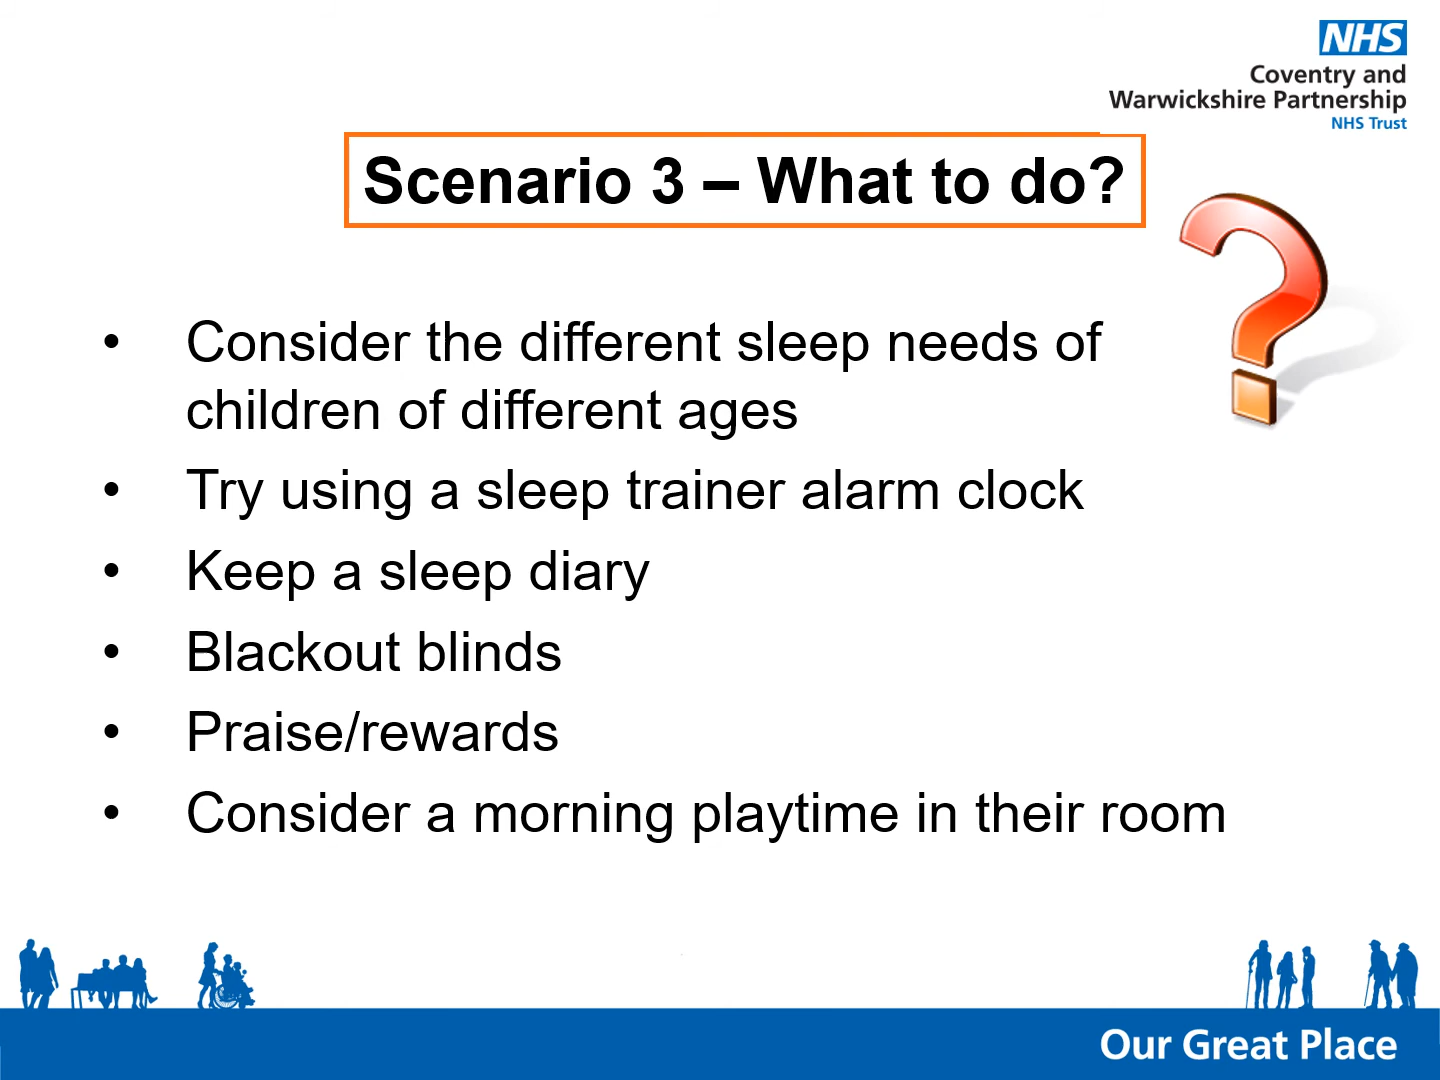 NHS
Coventry and
Warwickshire Partnership
NHS Trust
Scenario 3 – What to do?
• Consider the different sleep needs of
children of different ages
• Try using a sleep trainer alarm clock
• Keep a sleep diary
• Blackout blinds
• Praise/rewards
• Consider a morning playtime in their room
Our Great Place